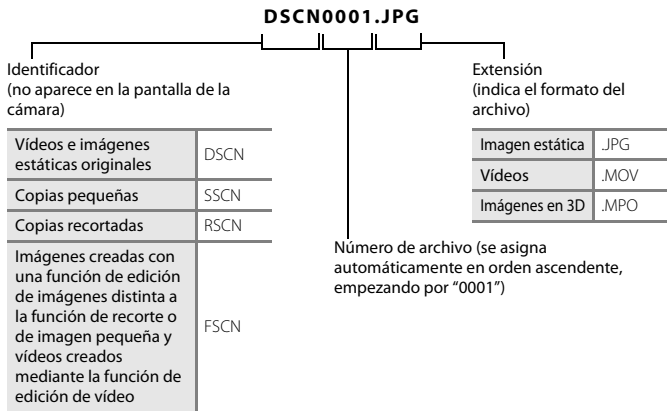 DSCN0001.JPG
Identificador
(no aparece en la pantalla de la
cámara)
Vídeos e imágenes
estáticas originales
DSCN
Copias pequeñas
SSCN
Copias recortadas
RSCN
Imágenes creadas con
una función de edición
de imágenes distinta a
la función de recorte o
de imagen pequeña y
vídeos creados
mediante la función de
edición de vídeo
FSCN
Número de archivo (se asigna
automáticamente en orden ascendente,
empezando por “0001”)
Extensión
(indica el formato del
archivo)
Imagen estática
.JPG
Vídeos
.MOV
Imágenes en 3D
.MPO